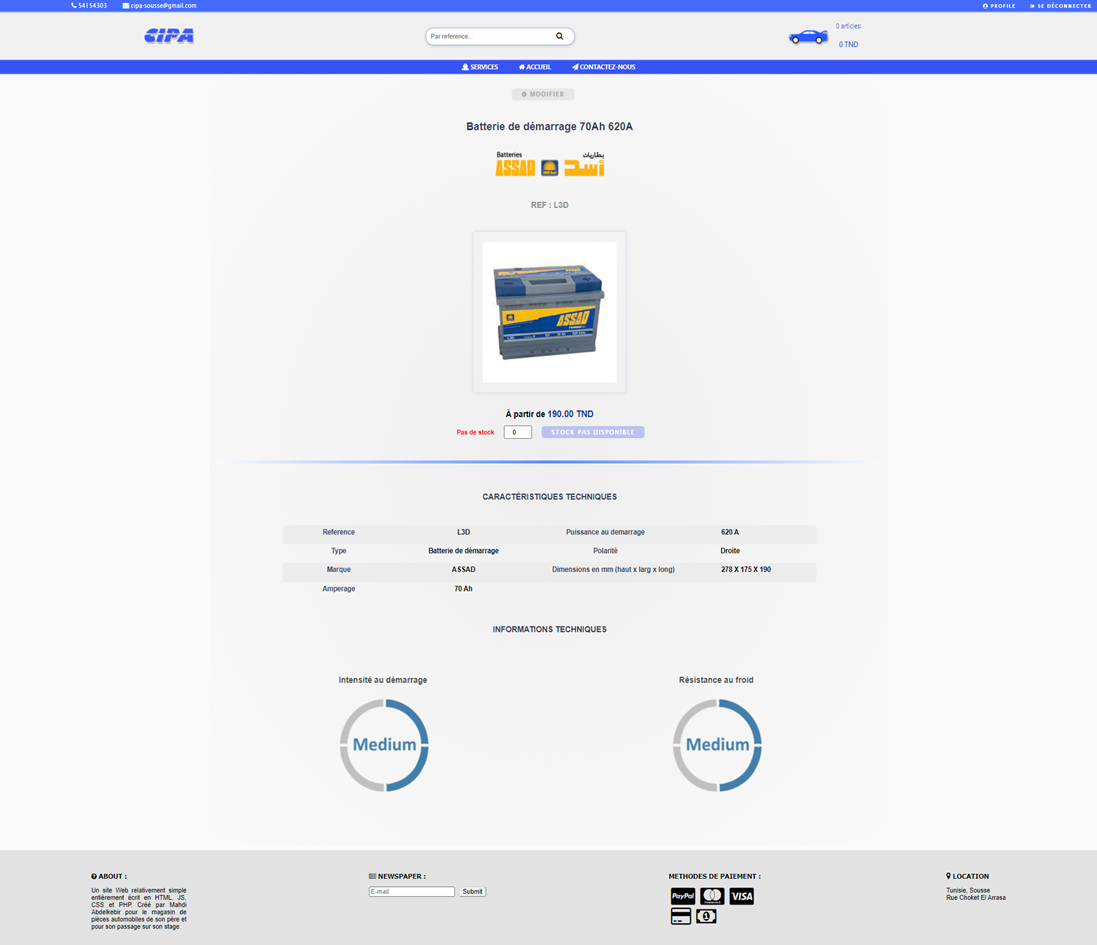 54154303 cipa-sousse@gmail.com PROFILE SE DÉCONNECTER
CIPA
Par reference...
0 articles
0 TND
SERVICES ACCUEIL CONTACTEZ-NOUS
MODIFIER
Batterie de démarrage 70Ah 620A
Batteries بطاريات
ASSAD أسد
REF : L3D
ASSAD
L3D
À partir de 190.00 TND
Pas de stock 0 STOCK PAS DISPONIBLE
CARACTÉRISTIQUES TECHNIQUES
Reference L3D Puissance au demarrage 620 A
Type Batterie de démarrage Polarité Droite
Marque ASSAD Dimensions en mm (haut x larg x long) 278 X 175 X 190
Amperage 70 Ah
INFORMATIONS TECHNIQUES
Intensité au démarrage Résistance au froid
Medium Medium
ABOUT :
Un site Web relativement simple
entièrement écrit en HTML, JS,
CSS et PHP. Créé par Mahdi
Abdelkebir pour le magasin de
pièces automobiles de son père et
pour son passage sur son stage.
NEWSPAPER :
E-mail Submit
METHODES DE PAIEMENT :
PayPal MasterCard VISA
1
LOCATION
Tunisie, Sousse
Rue Choket El Arrasa